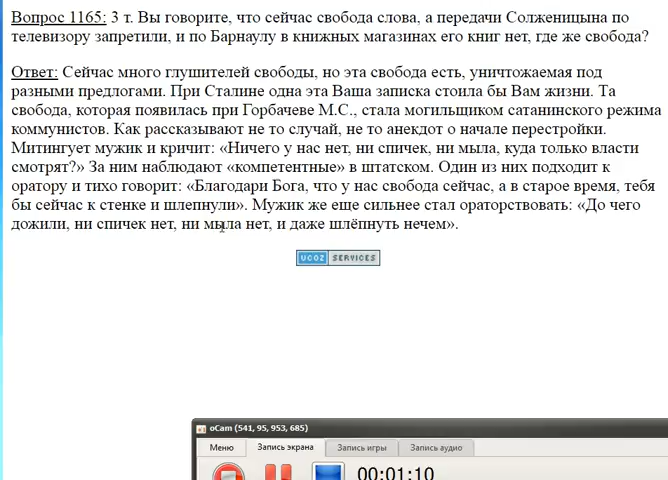 Вопрос 1165: 3 т. Вы говорите, что сейчас свобода слова, а передачи Солженицына по
телевизору запретили, и по Барнаулу в книжных магазинах его книг нет, где же свобода?
Ответ: Сейчас много глушителей свободы, но эта свобода есть, уничтожаемая под
разными предлогами. При Сталине одна эта Ваша записка стоила бы Вам жизни. Та
свобода, которая появилась при Горбачеве М.С., стала могильщиком сатанинского режима
коммунистов. Как рассказывают не то случай, не то анекдот о начале перестройки.
Митингует мужик и кричит: «Ничего у нас нет, ни спичек, ни мыла, куда только власти
смотрят?» За ним наблюдают «компетентные» в штатском. Один из них подходит к
оратору и тихо говорит: «Благодари Бога, что у нас свобода сейчас, а в старое время, тебя
бы сейчас к стенке и шлепнули». Мужик же еще сильнее стал ораторствовать: «До чего
дожили, ни спичек нет, ни мыла нет, и даже шлёпнуть нечем».
UCOZ SERVICES
oCam (541, 95, 953, 685)
Меню Запись экрана Запись игры Запись аудио
00:01:10